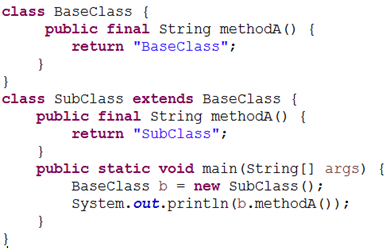 class BaseClass {
    public final String methodA() {
        return "BaseClass";
    }
}
class SubClass extends BaseClass {
    public final String methodA() {
        return "SubClass";
    }
    public static void main(String[] args) {
        BaseClass b = new SubClass();
        System.out.println(b.methodA());
    }
}